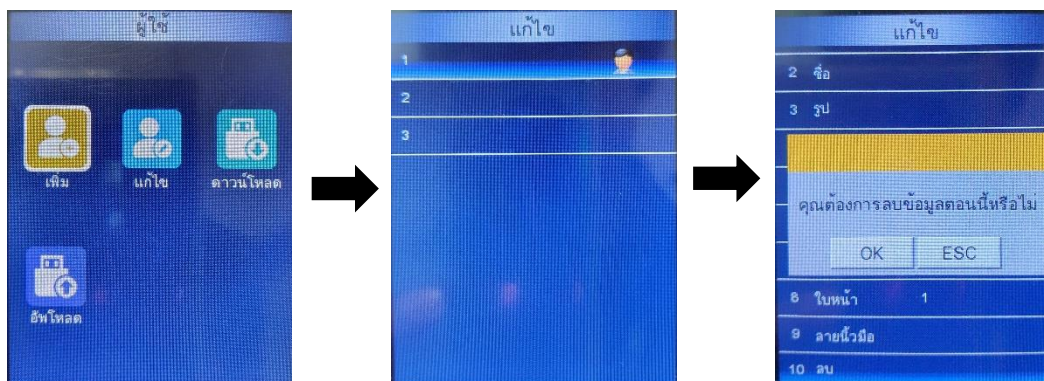 ผู้ใช้
เพิ่ม
แก้ไข
ดาวน์โหลด
อัพโหลด
แก้ไข
1
2
3
แก้ไข
2 ชื่อ
3 รูป
คุณต้องการลบข้อมูลตอนนี้หรือไม่
OK ESC
8 ใบหน้า 1
9 ลายนิ้วมือ
10 ลบ